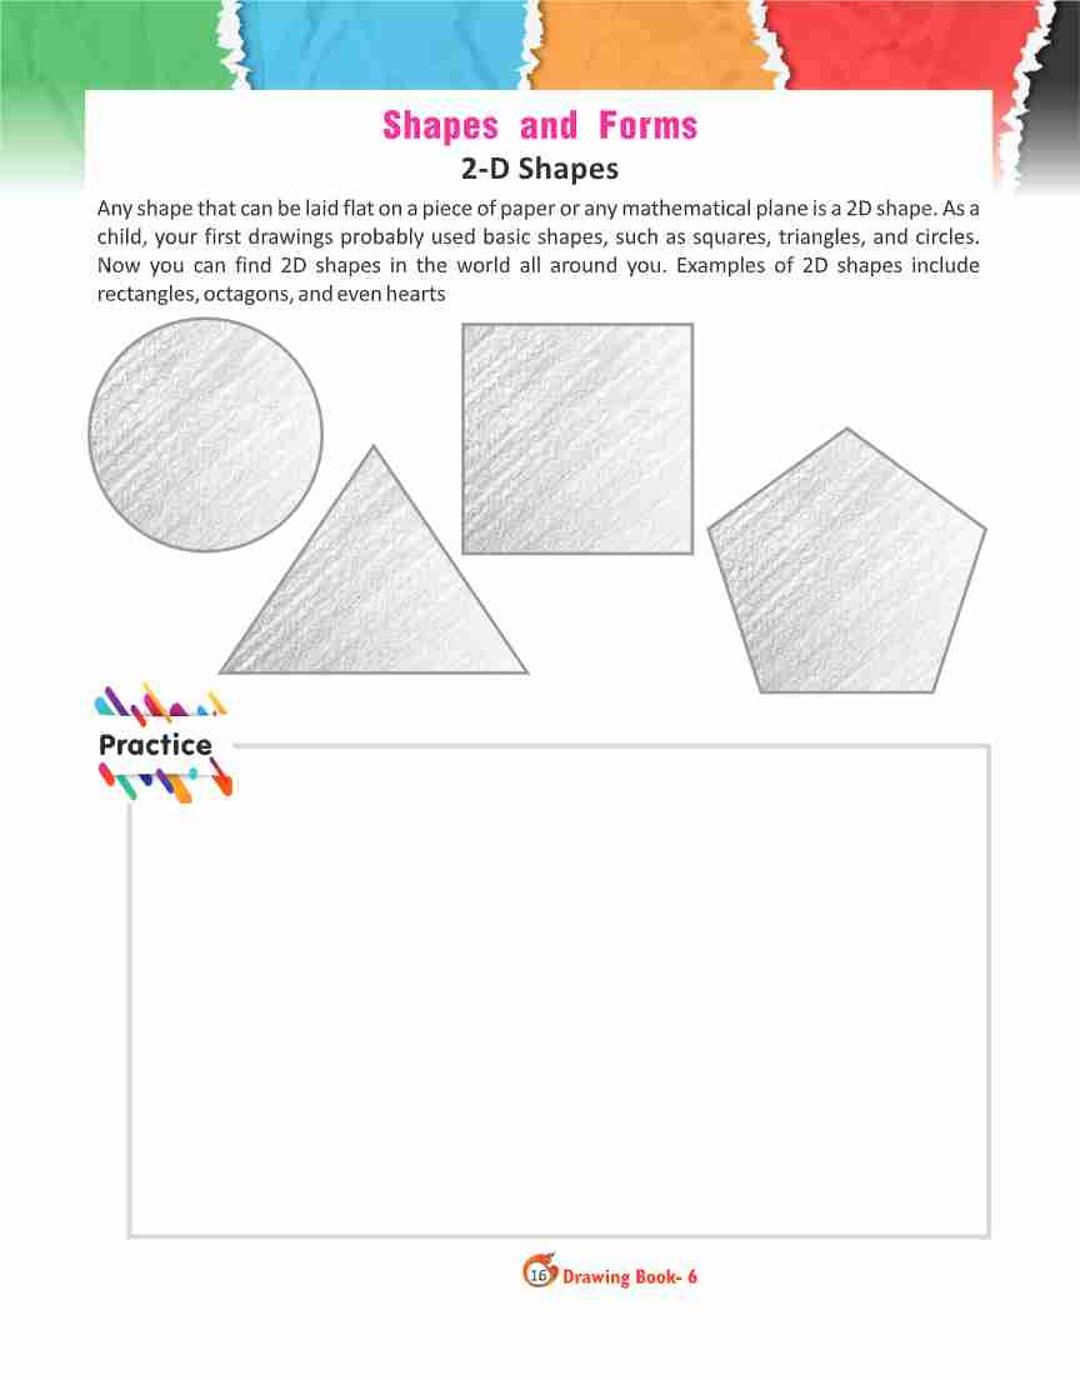 Shapes and Forms
2-D Shapes
Any shape that can be laid flat on a piece of paper or any mathematical plane is a 2D shape. As a
child, your first drawings probably used basic shapes, such as squares, triangles, and circles.
Now you can find 2D shapes in the world all around you. Examples of 2D shapes include
rectangles, octagons, and even hearts
Practice
16 Drawing Book- 6